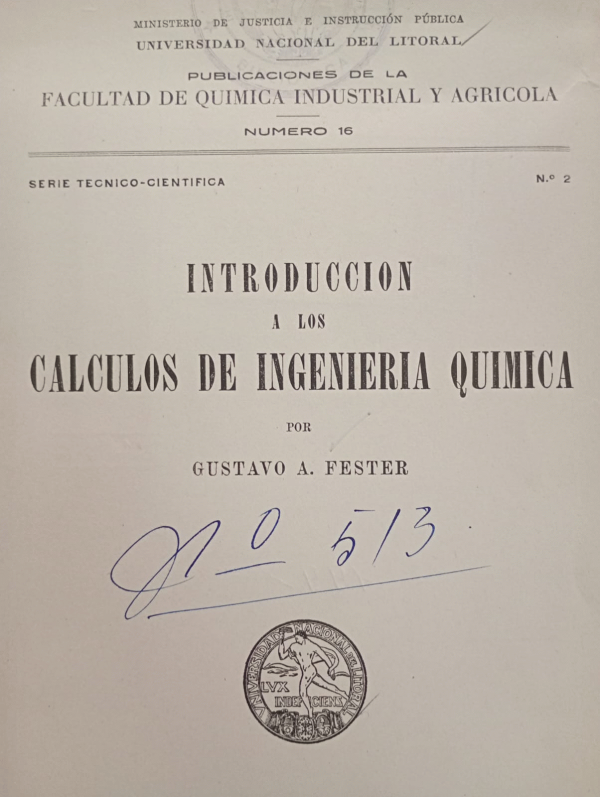 MINISTERIO DE JUSTICIA E INSTRUCCIÓN PÚBLICA
UNIVERSIDAD NACIONAL DEL LITORAL
PUBLICACIONES DE LA
FACULTAD DE QUIMICA INDUSTRIAL Y AGRICOLA
NUMERO 16
SERIE TECNICO-CIENTIFICA
N.º 2
INTRODUCCION
A LOS
CALCULOS DE INGENIERIA QUIMICA
POR
GUSTAVO A. FESTER
Nº 513
UNIVERSIDAD NACIONAL DEL LITORAL
LVX
INDEFICIENS